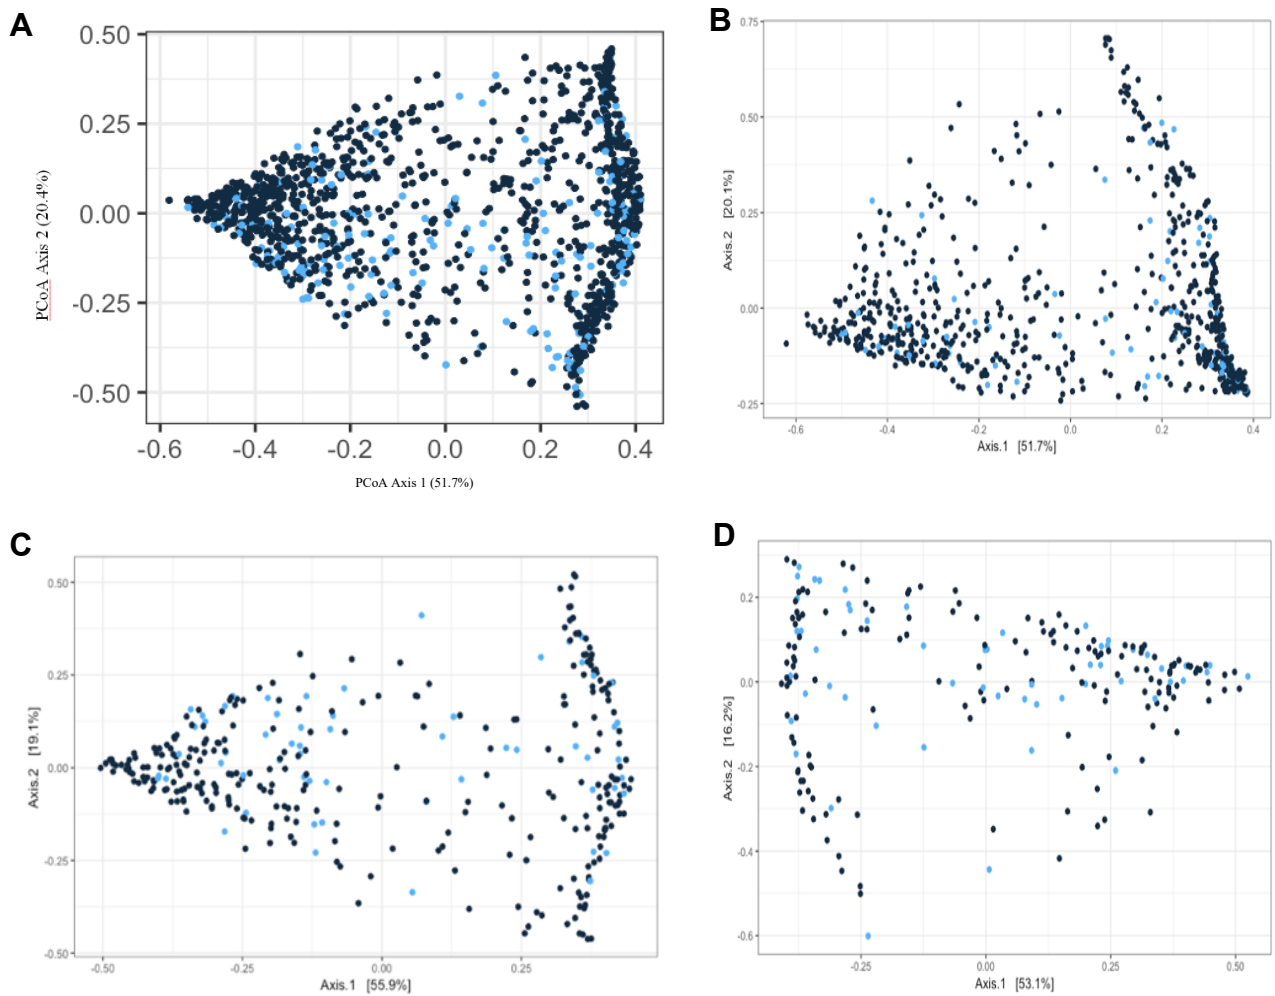 A
0.50
0.25
0.00
-0.25
-0.50
PCoA Axis 2 (20.4%)
-0.6 -0.4 -0.2 0.0 0.2 0.4
PCoA Axis 1 (51.7%)
B
0.75
0.50
0.25
0.00
-0.25
Axis.2 [20.1%]
-0.6 -0.4 -0.2 0.0 0.2 0.4
Axis.1 [51.7%]
C
0.50
0.25
0.00
-0.25
-0.50
Axis.2 [19.1%]
-0.50 -0.25 0.00 0.25
Axis.1 [55.9%]
D
0.2
0.0
-0.2
-0.4
-0.6
Axis.2 [16.2%]
-0.25 0.00 0.25 0.50
Axis.1 [53.1%]